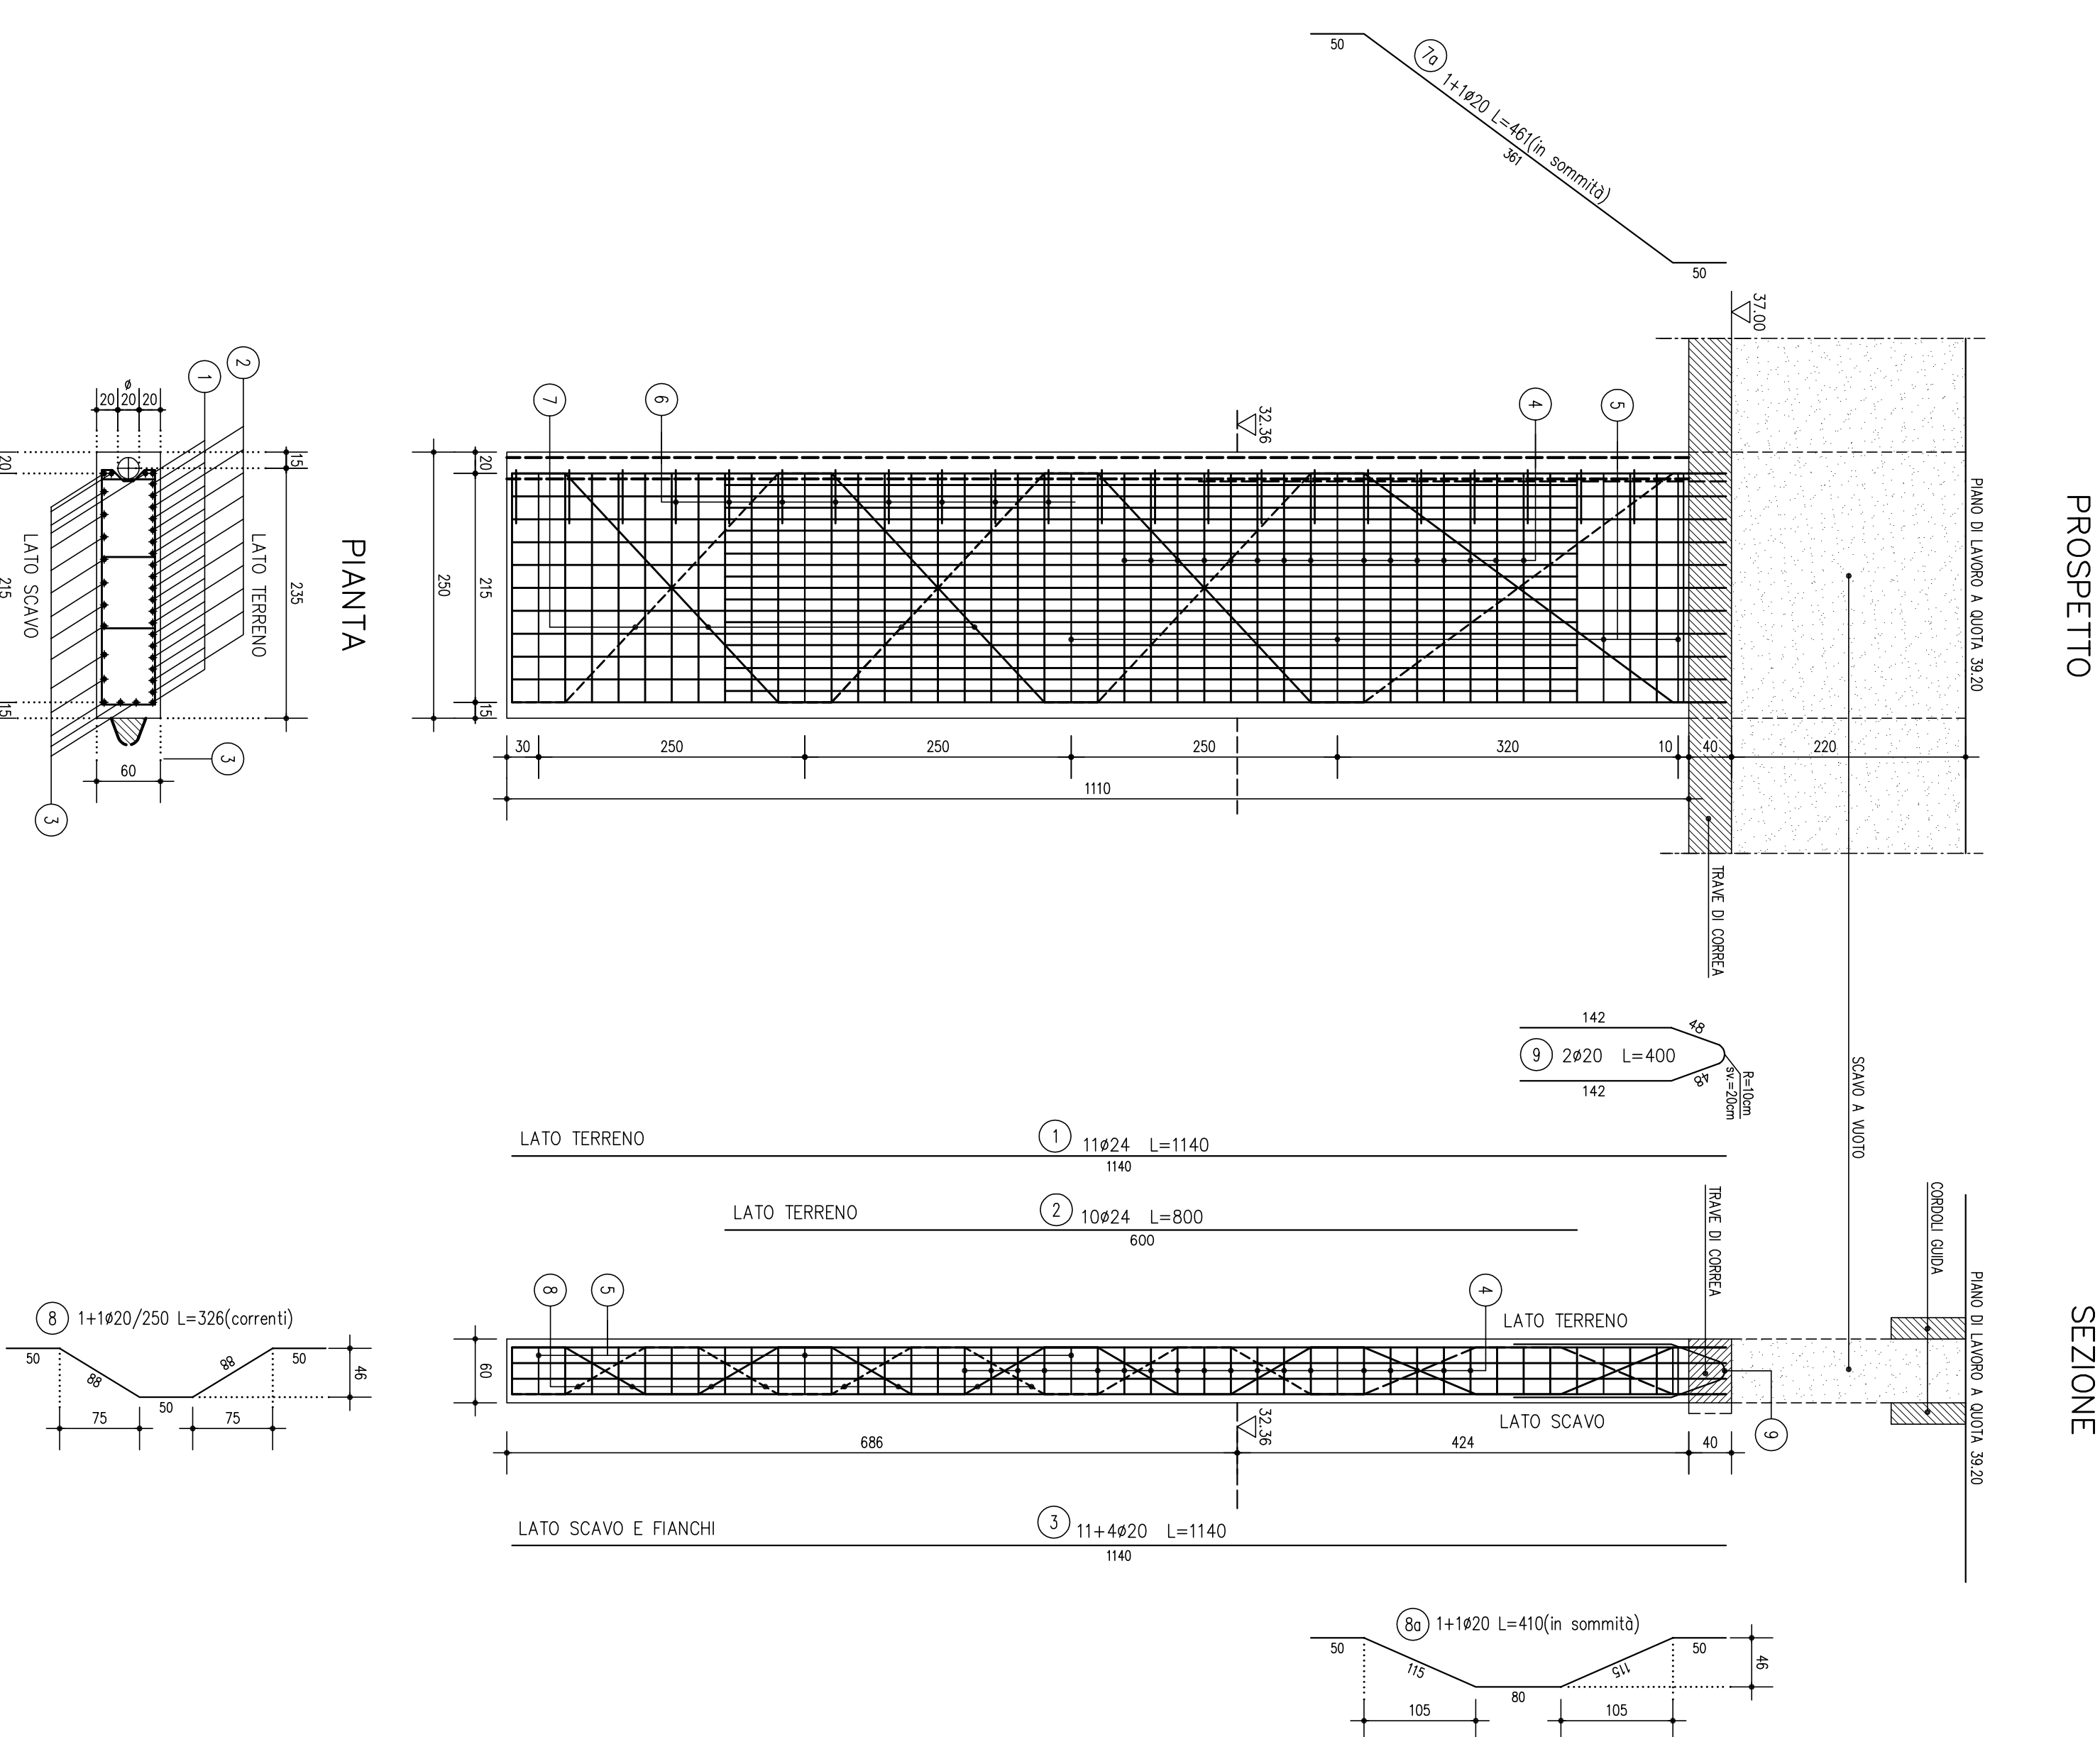 PROSPETTO
PIANO DI LAVORO A QUOTA 39.20
37.00
32.36
7a 1+1ø20 L=461(in sommità)
361
50
50
7
6
4
5
20
215
15
250
30
250
250
250
320
10
40
220
1110
TRAVE DI CORREA
SCAVO A VUOTO
PIANTA
LATO TERRENO
LATO SCAVO
2
1
3
3
ø
20
20
20
15
235
20
215
15
60
142
48
9 2ø20 L=400
48
142
R=10cm
sv.=20cm
LATO TERRENO
1 11ø24 L=1140
1140
LATO TERRENO
2 10ø24 L=800
600
SEZIONE
PIANO DI LAVORO A QUOTA 39.20
CORDOLI GUIDA
TRAVE DI CORREA
8
5
4
9
LATO TERRENO
LATO SCAVO
60
32.36
686
424
40
LATO SCAVO E FIANCHI
3 11+4ø20 L=1140
1140
8 1+1ø20/250 L=326(correnti)
50
88
50
88
50
46
75
75
8a 1+1ø20 L=410(in sommità)
50
115
80
115
50
46
105
105